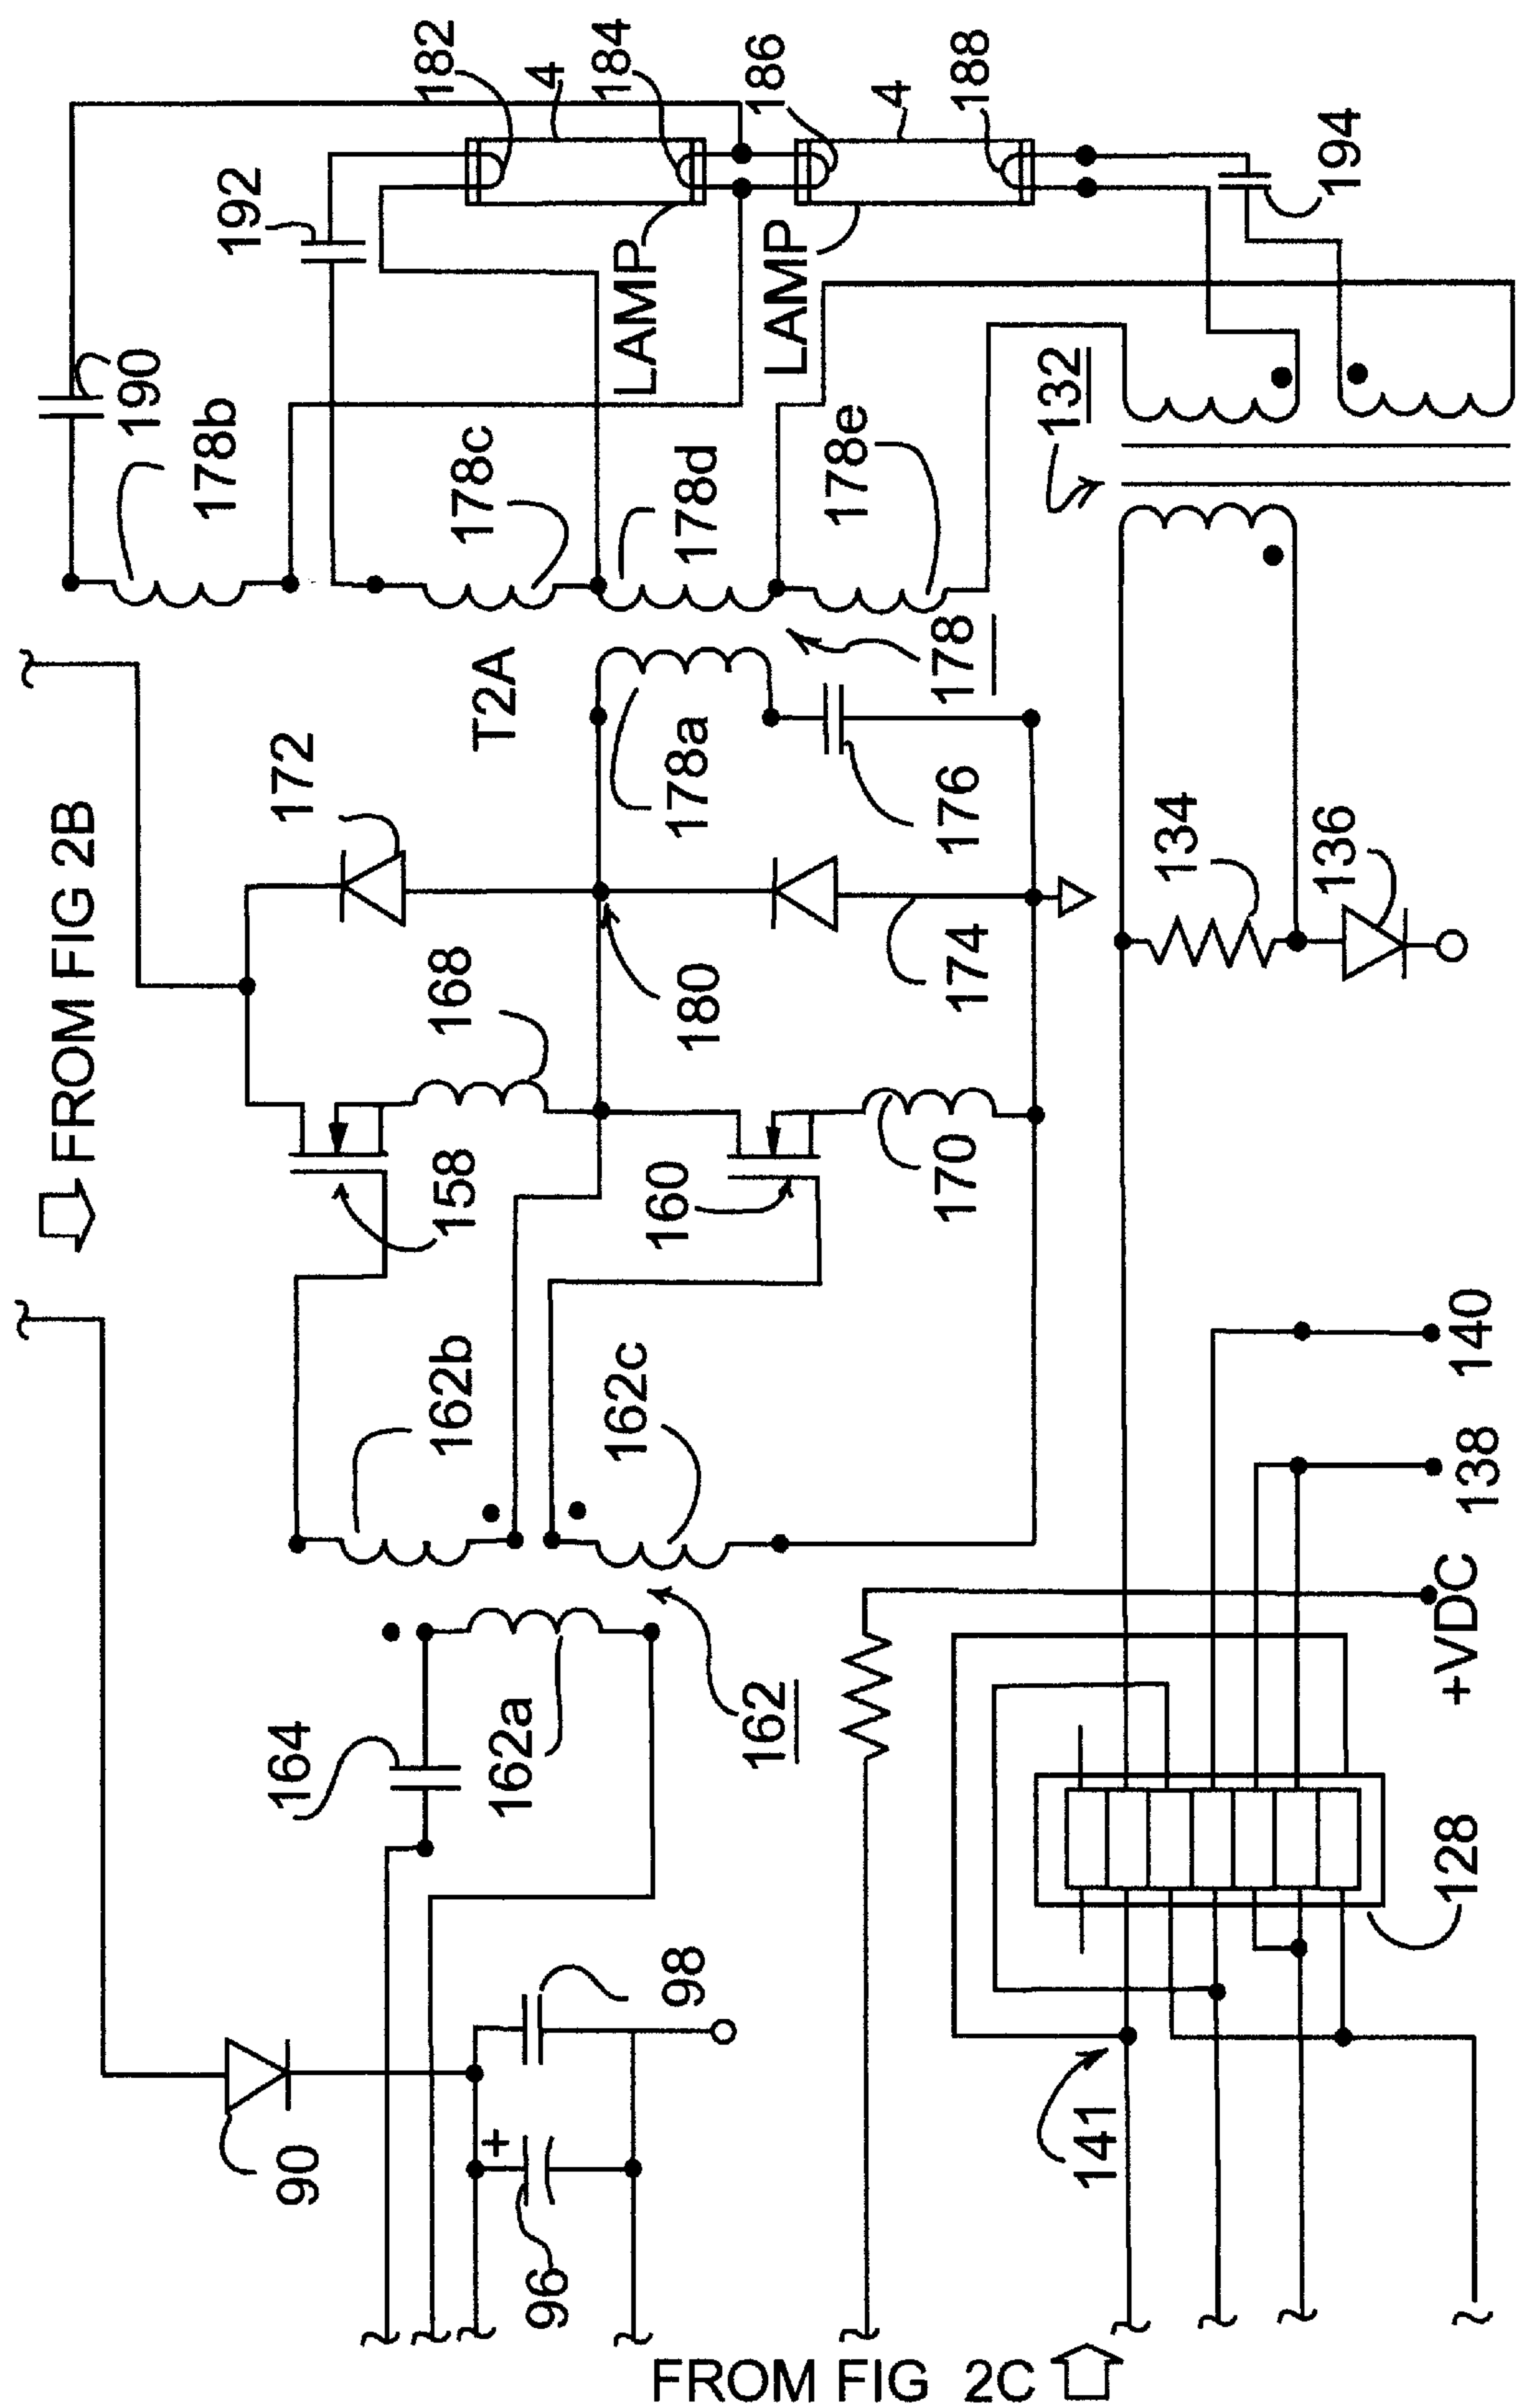 FROM FIG 2B
90
96
98
164
162a
162
162b
162c
158
160
168
170
172
174
180
T2A
178a
176
178
178b
178c
178d
178e
190
192
182
4
184
LAMP
186
4
188
LAMP
194
132
134
136
140
138
+VDC
128
141
+
FROM FIG 2C